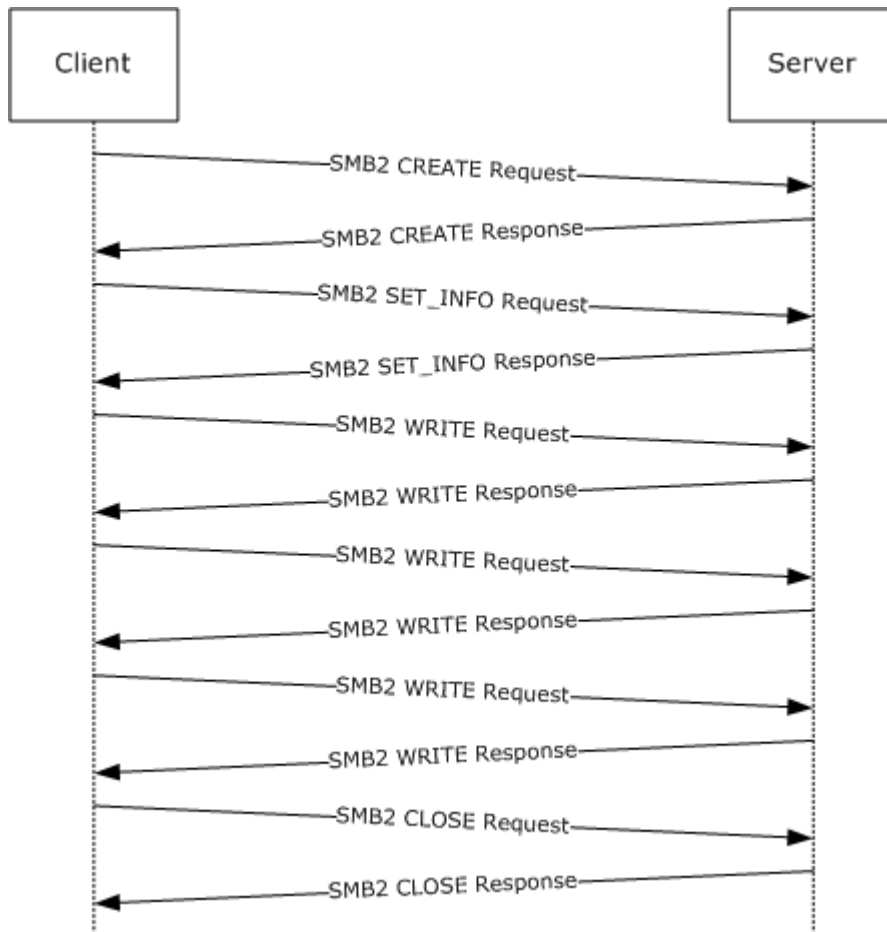 Client
Server
SMB2 CREATE Request
SMB2 CREATE Response
SMB2 SET_INFO Request
SMB2 SET_INFO Response
SMB2 WRITE Request
SMB2 WRITE Response
SMB2 WRITE Request
SMB2 WRITE Response
SMB2 WRITE Request
SMB2 WRITE Response
SMB2 CLOSE Request
SMB2 CLOSE Response